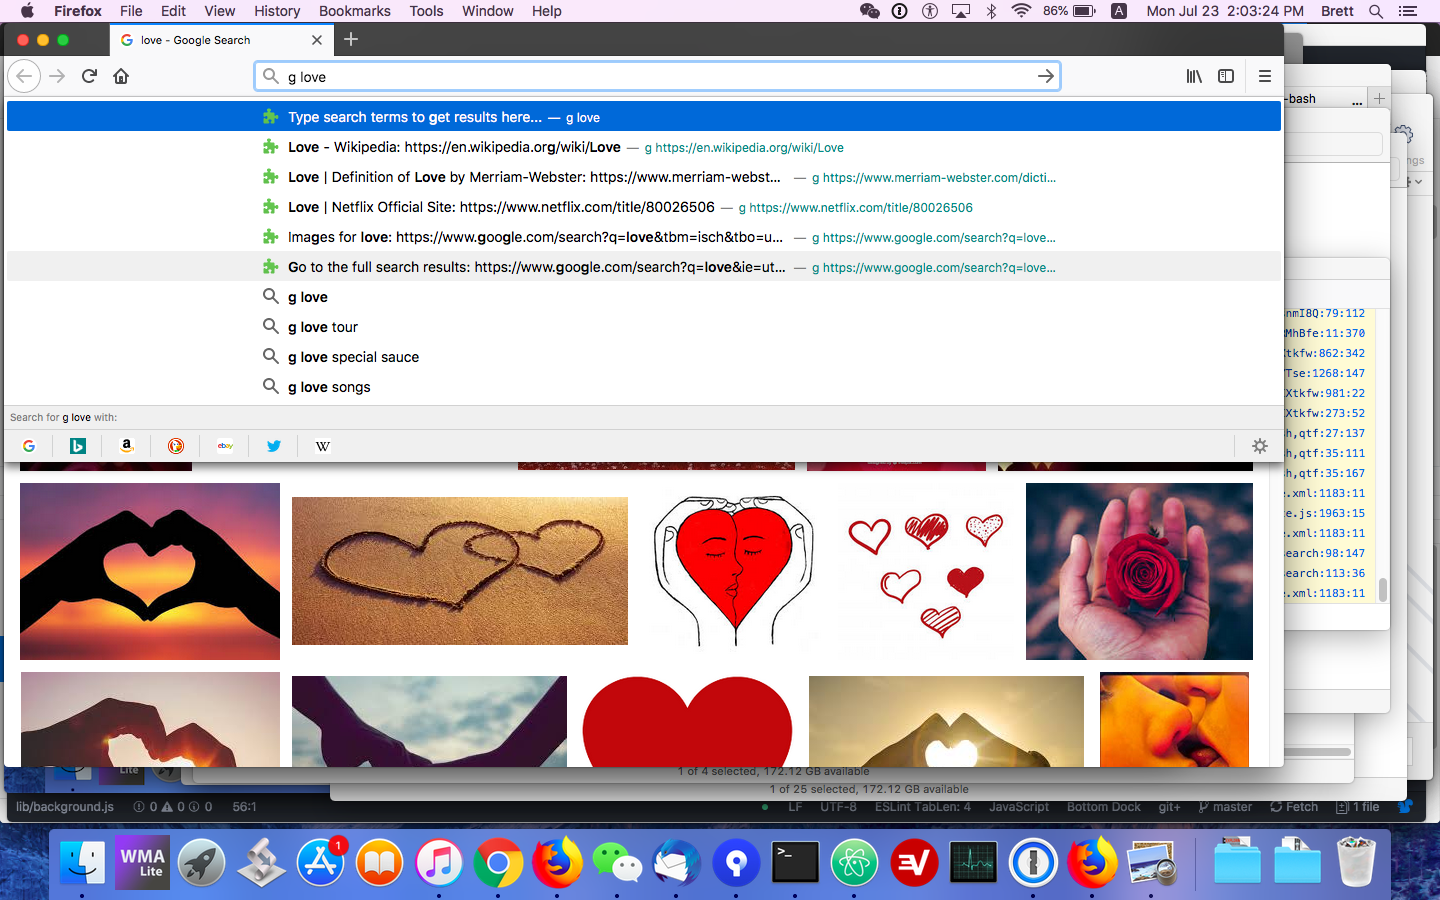 Firefox File Edit View History Bookmarks Tools Window Help 86% A Mon Jul 23 2:03:24 PM Brett
love - Google Search
g love
-bash ...
Type search terms to get results here... — g love
Love - Wikipedia: https://en.wikipedia.org/wiki/Love — g https://en.wikipedia.org/wiki/Love
Love | Definition of Love by Merriam-Webster: https://www.merriam-webst... — g https://www.merriam-webster.com/dicti...
Love | Netflix Official Site: https://www.netflix.com/title/80026506 — g https://www.netflix.com/title/80026506
Images for love: https://www.google.com/search?q=love&tbm=isch&tbo=u... — g https://www.google.com/search?q=love...
Go to the full search results: https://www.google.com/search?q=love&ie=ut... — g https://www.google.com/search?q=love...
g love
g love tour
g love special sauce
g love songs
Search for g love with:
a ebay W
ngs
nmI8Q:79:112
MhBfe:11:370
tkfw:862:342
Tse:1268:147
Xtkfw:981:22
Xtkfw:273:52
h,qtf:27:137
h,qtf:35:111
h,qtf:35:167
e.xml:1183:11
te.js:1963:15
e.xml:1183:11
search:98:147
search:113:36
e.xml:1183:11
Lite
1 of 4 selected, 172.12 GB available
1 of 25 selected, 172.12 GB available
lib/background.js 0 0 0 56:1 LF UTF-8 ESLint TabLen: 4 JavaScript Bottom Dock git+ master Fetch 1 file
WMA
Lite
1
>_